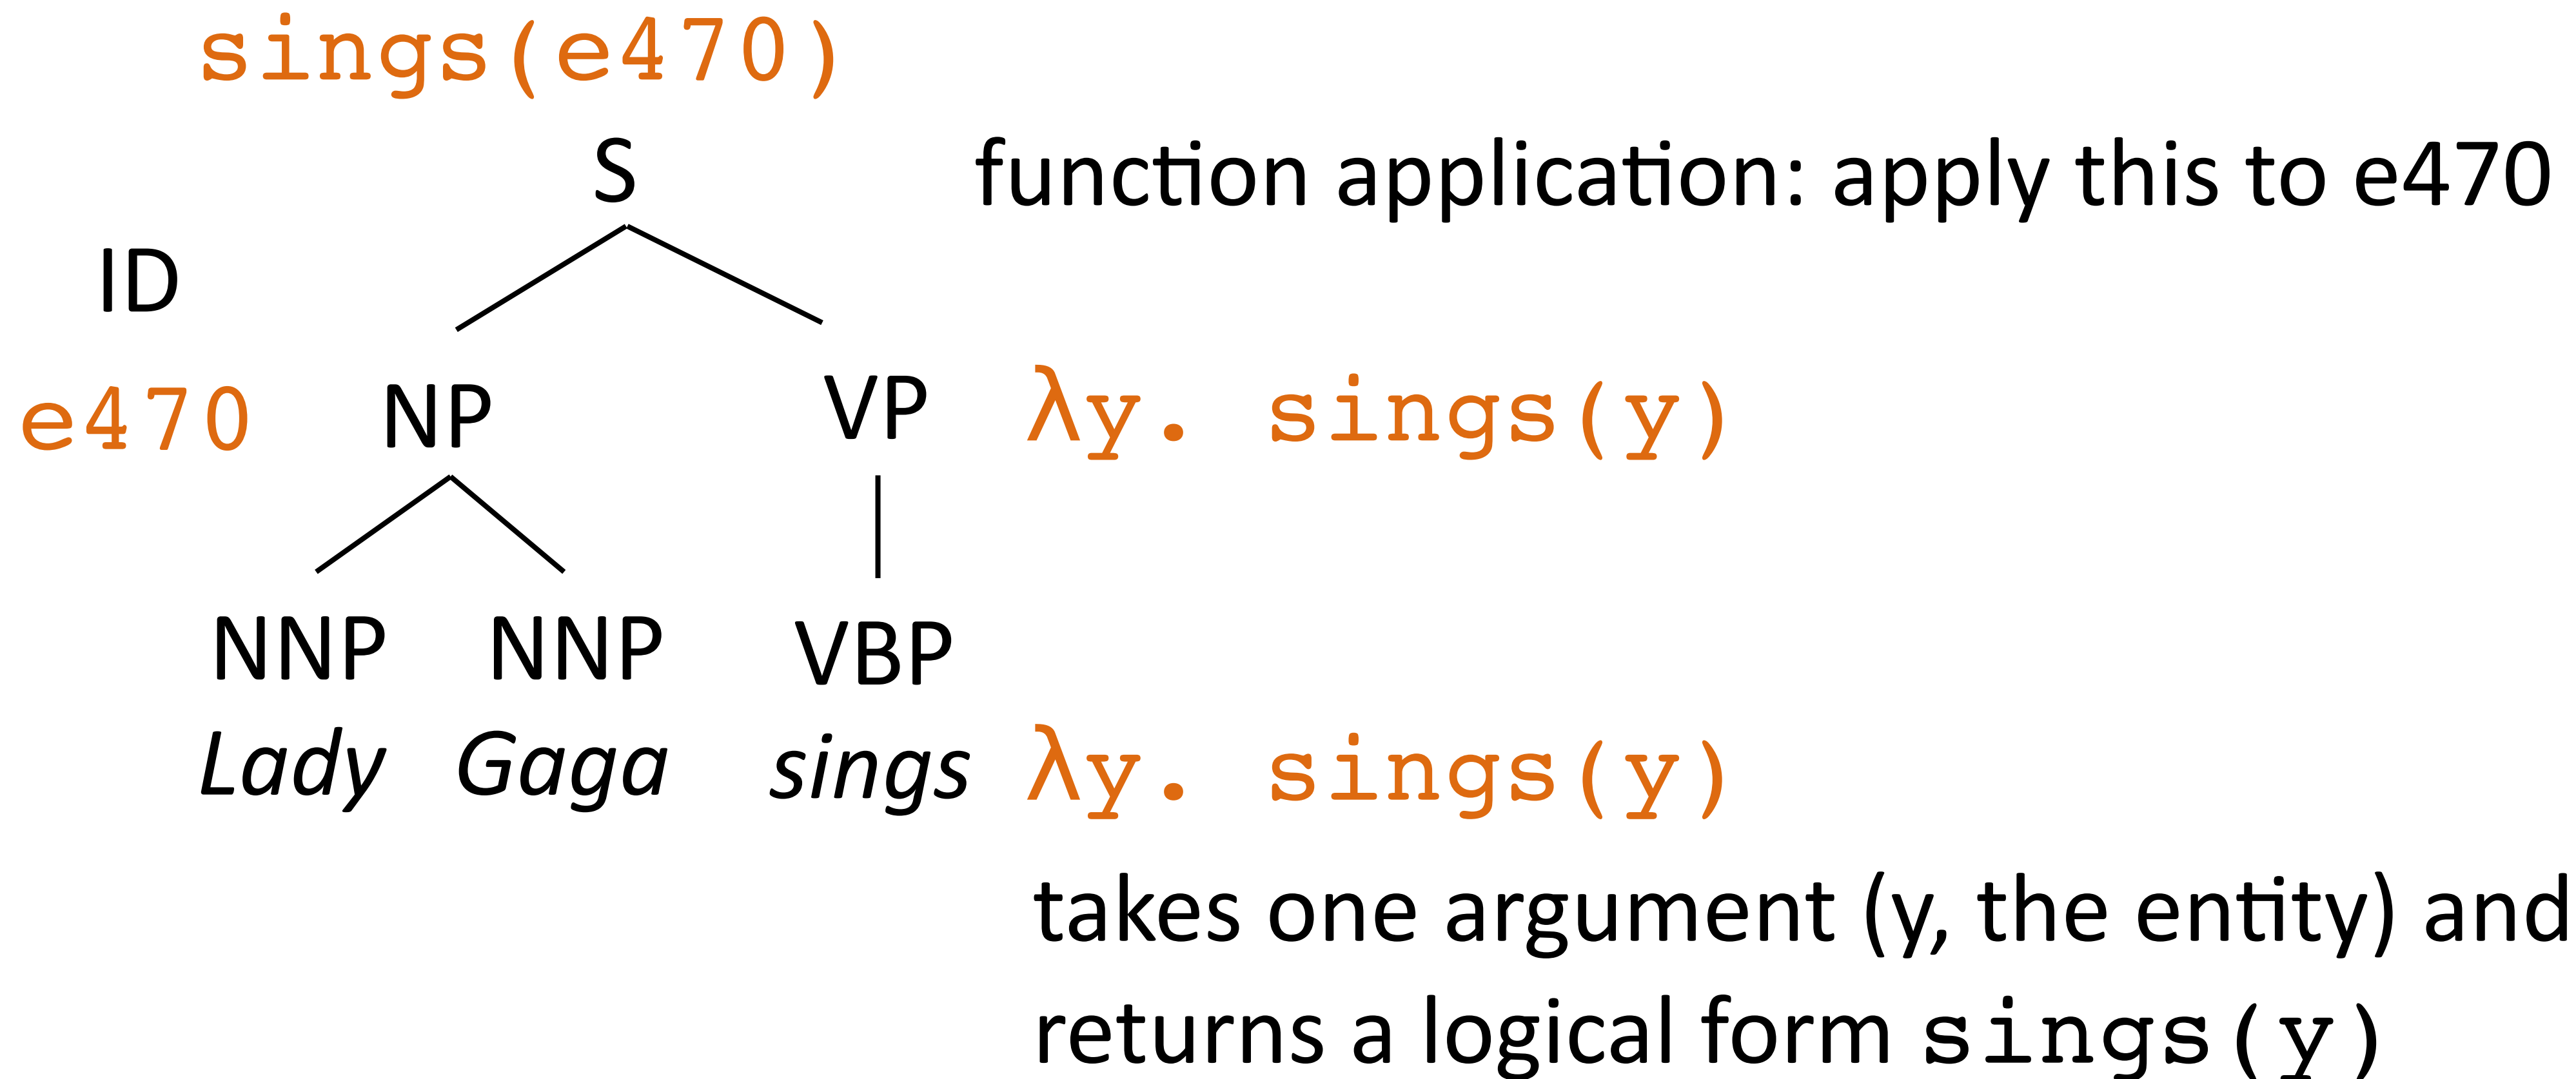 sings(e470)
S function application: apply this to e470
ID
e470 NP VP λy. sings(y)
NNP NNP VBP
Lady Gaga sings λy. sings(y)
takes one argument (y, the entity) and
returns a logical form sings(y)